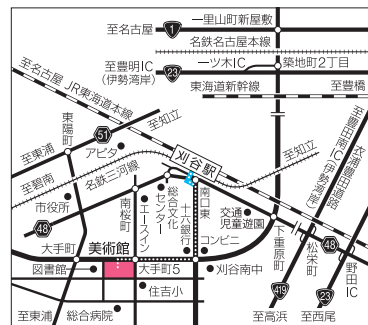 至名古屋
1
一里山町新屋敷
名鉄名古屋本線
至豊明IC
(伊勢湾岸)
23
一ツ木IC
築地町2丁目
至名古屋 JR東海道本線
東海道新幹線
至豊橋
東陽町
51
至知立
刈谷駅
至東浦
アピタ
至碧南
名鉄三河線
至知立
至豊田南IC(伊勢湾岸)
衣浦豊田道路
市役所
48
南桜町
エースイン
総合文化センター
十六銀行
南口東
コンビニ
交通
児童遊園
下重原町
松栄町
48
野田IC
大手町
美術館
図書館
大手町5
刈谷南中
住吉小
総合病院
至東浦
419
至高浜
23
至西尾